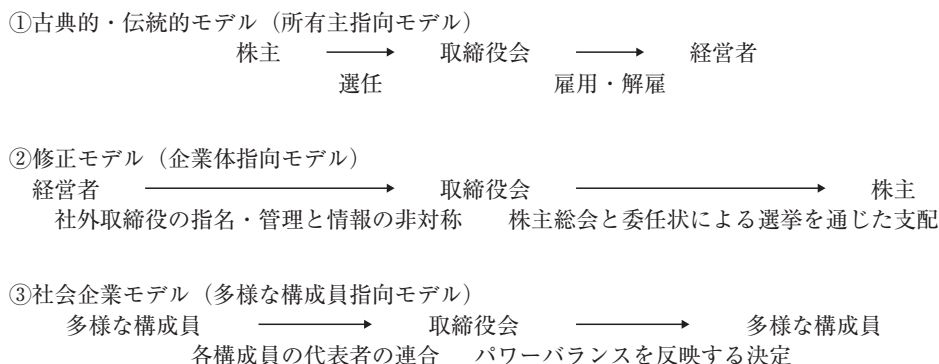 ①古典的・伝統的モデル（所有主指向モデル）
株主 → 取締役会 → 経営者
選任 雇用・解雇
②修正モデル（企業体指向モデル）
経営者 → 取締役会 → 株主
社外取締役の指名・管理と情報の非対称 株主総会と委任状による選挙を通じた支配
③社会企業モデル（多様な構成員指向モデル）
多様な構成員 → 取締役会 → 多様な構成員
各構成員の代表者の連合 パワーバランスを反映する決定